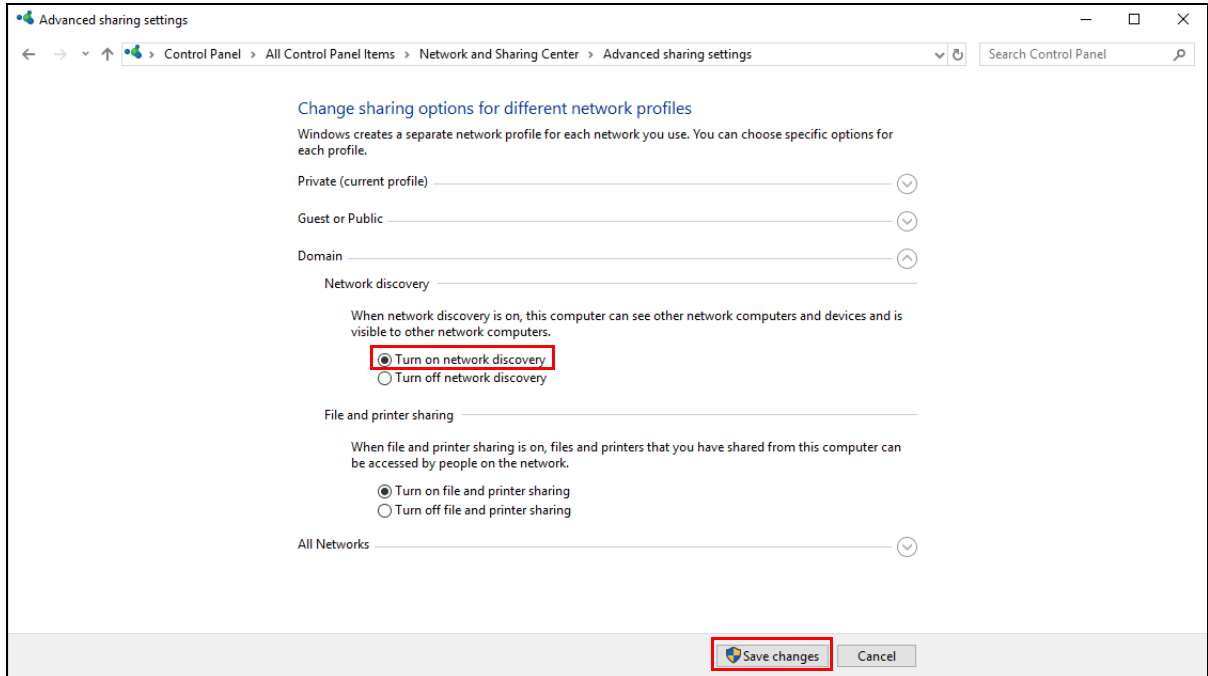 Advanced sharing settings
Control Panel > All Control Panel Items > Network and Sharing Center > Advanced sharing settings
Search Control Panel
Change sharing options for different network profiles
Windows creates a separate network profile for each network you use. You can choose specific options for
each profile.
Private (current profile)
Guest or Public
Domain
Network discovery
When network discovery is on, this computer can see other network computers and devices and is
visible to other network computers.
Turn on network discovery
Turn off network discovery
File and printer sharing
When file and printer sharing is on, files and printers that you have shared from this computer can
be accessed by people on the network.
Turn on file and printer sharing
Turn off file and printer sharing
All Networks
Save changes
Cancel